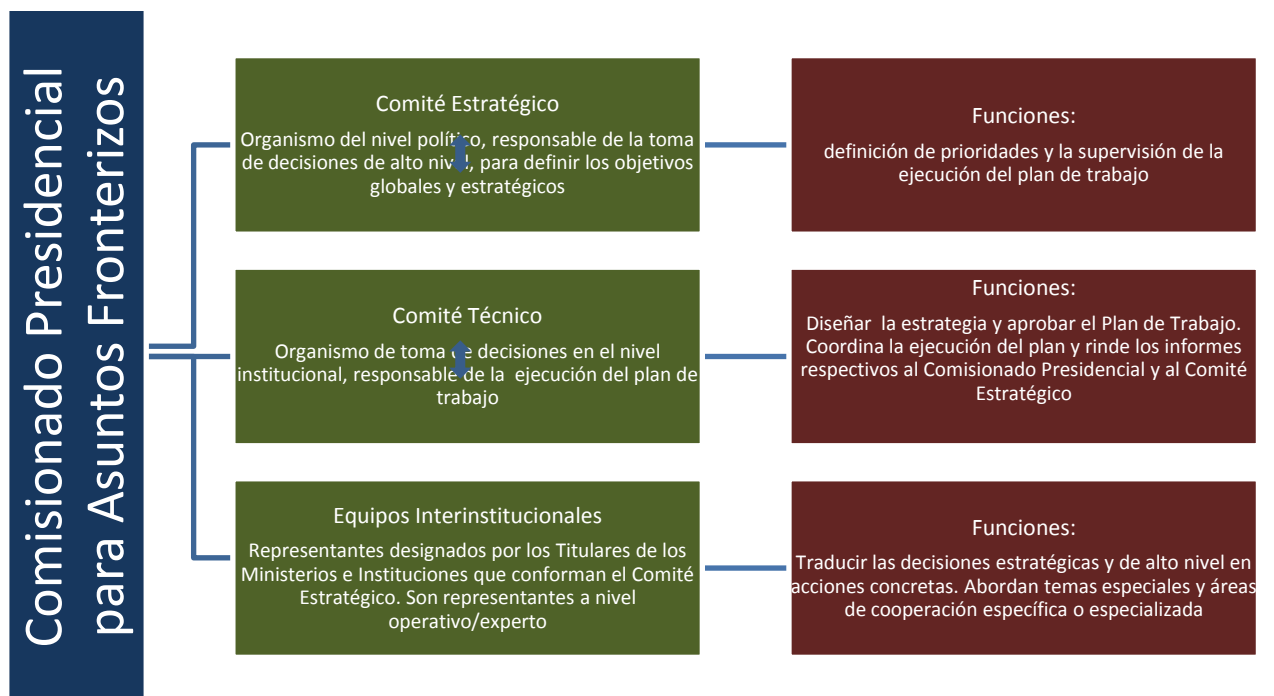 Comisionado Presidencial
para Asuntos Fronterizos
Comité Estratégico
Organismo del nivel político, responsable de la toma
de decisiones de alto nivel, para definir los objetivos
globales y estratégicos
Funciones:
definición de prioridades y la supervisión de la
ejecución del plan de trabajo
Comité Técnico
Organismo de toma de decisiones en el nivel
institucional, responsable de la ejecución del plan de
trabajo
Funciones:
Diseñar la estrategia y aprobar el Plan de Trabajo.
Coordina la ejecución del plan y rinde los informes
respectivos al Comisionado Presidencial y al Comité
Estratégico
Equipos Interinstitucionales
Representantes designados por los Titulares de los
Ministerios e Instituciones que conforman el Comité
Estratégico. Son representantes a nivel
operativo/experto
Funciones:
Traducir las decisiones estratégicas y de alto nivel en
acciones concretas. Abordan temas especiales y áreas
de cooperación específica o especializada